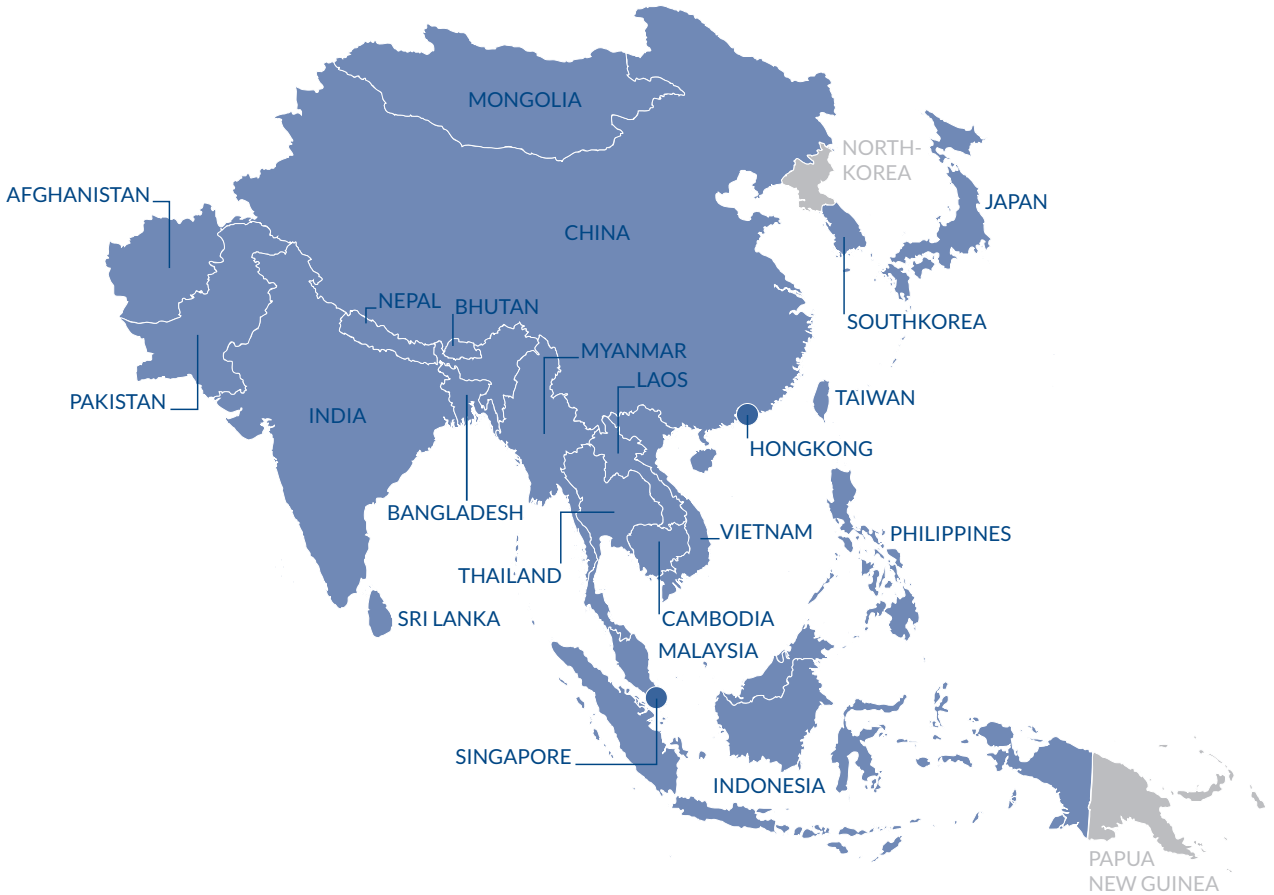 MONGOLIA
NORTH-
KOREA
AFGHANISTAN
JAPAN
CHINA
NEPAL
BHUTAN
SOUTHKOREA
MYANMAR
LAOS
PAKISTAN
TAIWAN
INDIA
HONGKONG
BANGLADESH
VIETNAM
PHILIPPINES
THAILAND
SRI LANKA
CAMBODIA
MALAYSIA
SINGAPORE
INDONESIA
PAPUA
NEW GUINEA